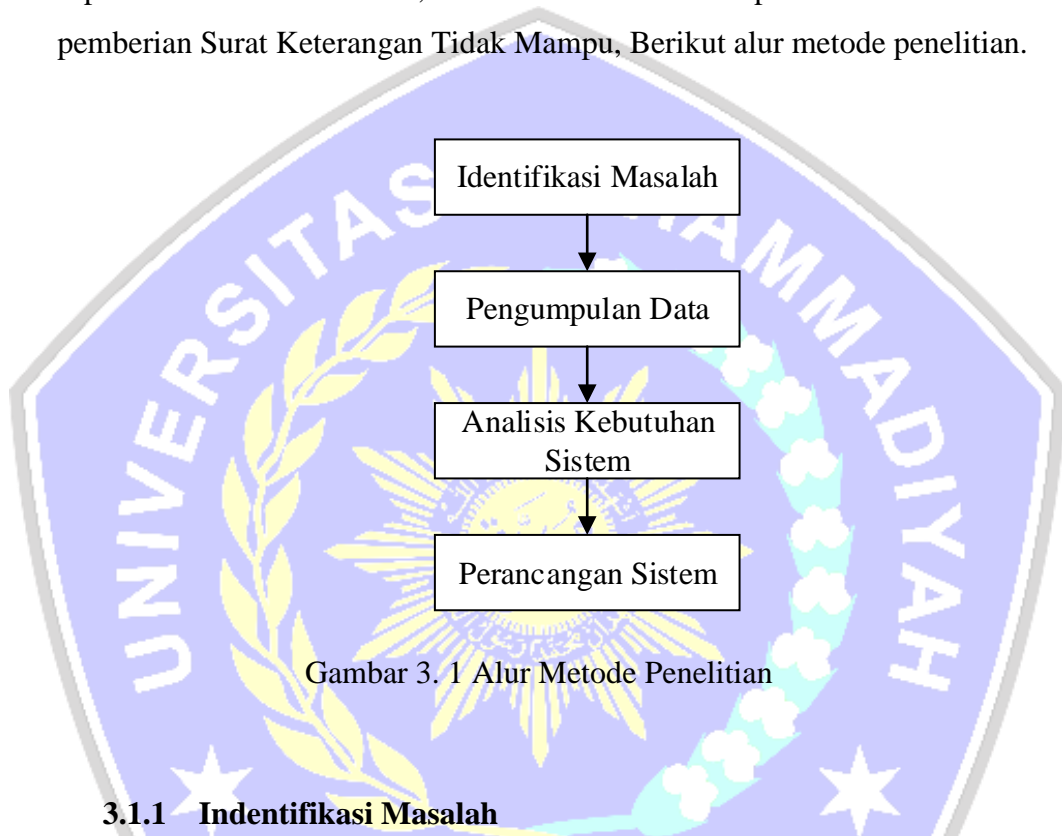 pemberian Surat Keterangan Tidak Mampu, Berikut alur metode penelitian.
Identifikasi Masalah
Pengumpulan Data
Analisis Kebutuhan
Sistem
Perancangan Sistem
Gambar 3. 1 Alur Metode Penelitian
3.1.1 Indentifikasi Masalah
UNIVERSITAS